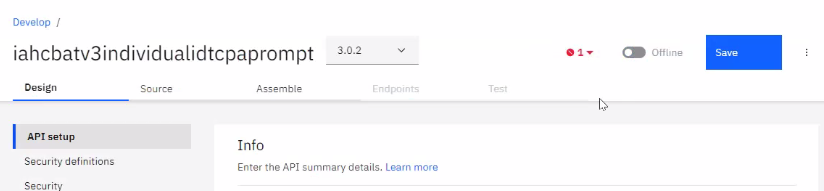 Develop /
iahcbatv3individualidtcpaprompt 3.0.2 1 Offline Save
Design Source Assemble Endpoints Test
API setup
Info
Enter the API summary details. Learn more
Security definitions
Security